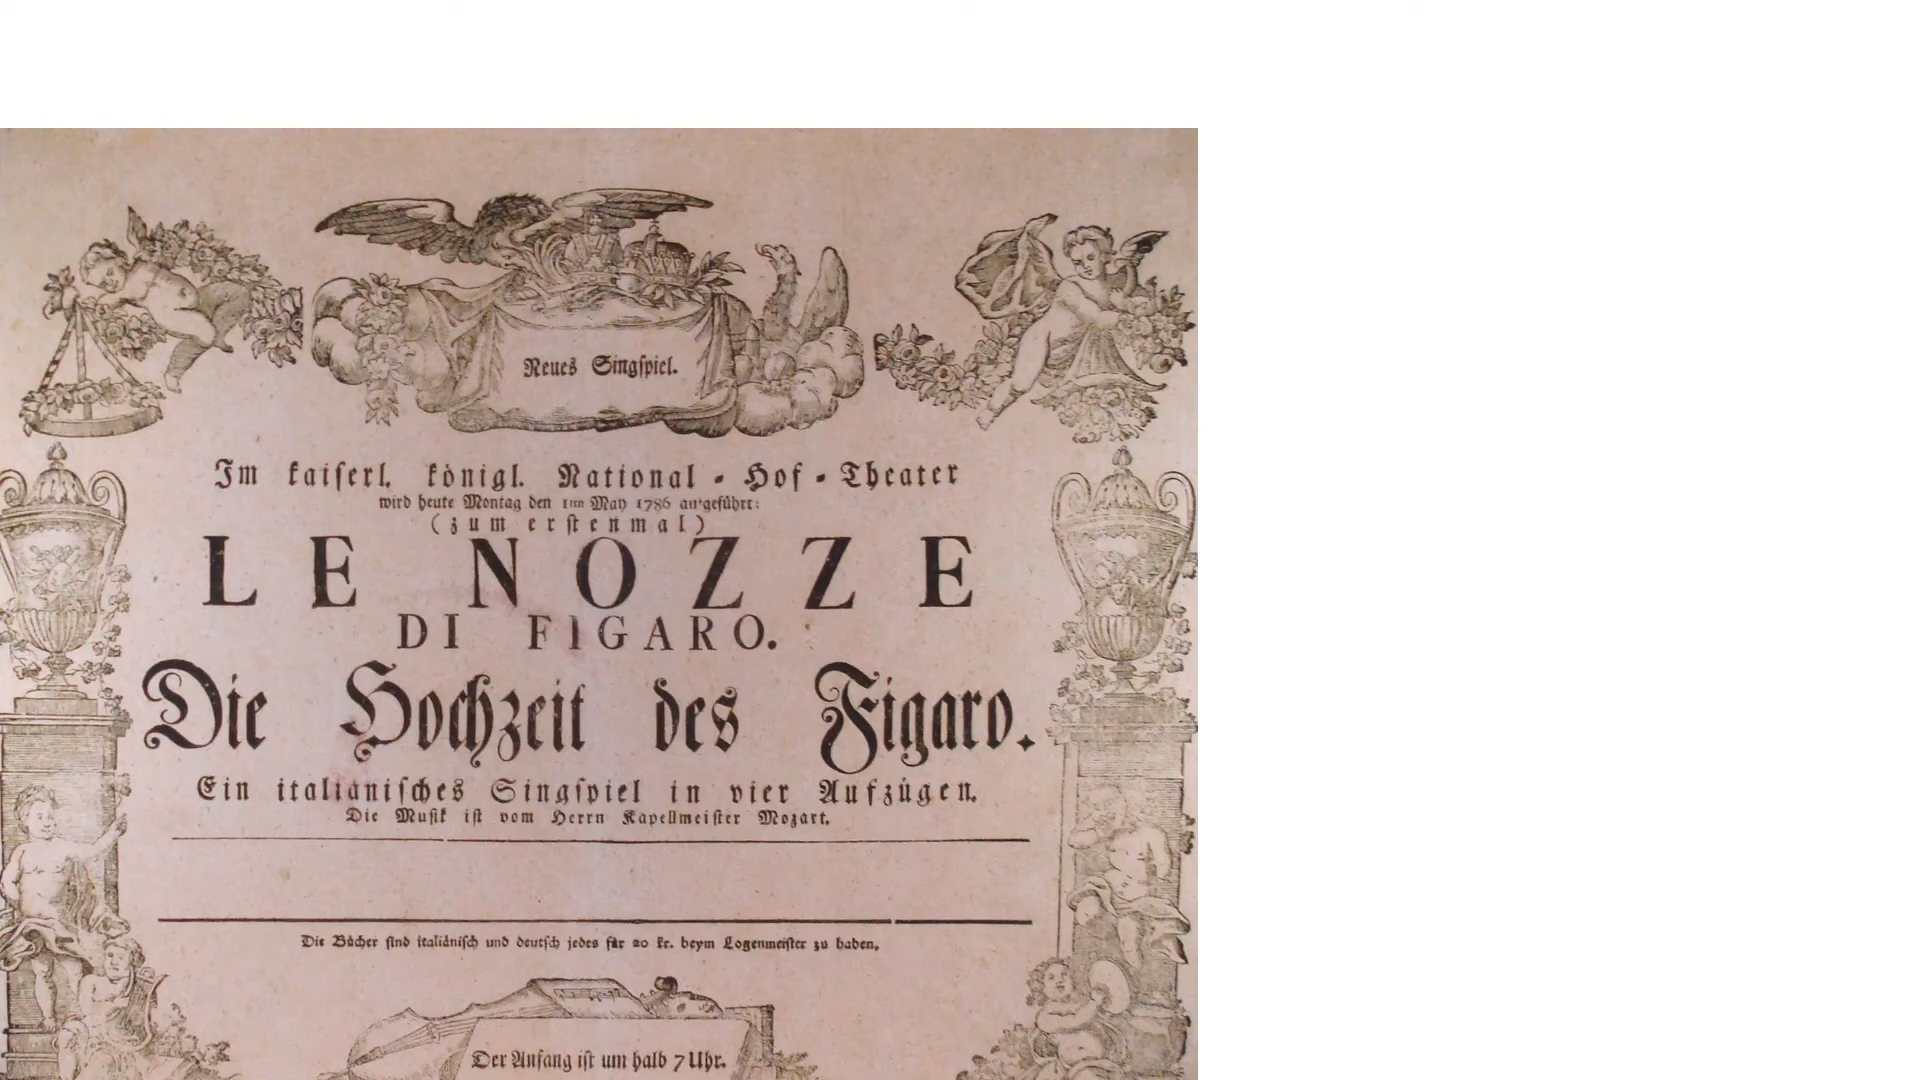 Neues Singspiel.
Im kaiserl. königl. National-Hof-Theater
wird heute Montag den 1ten May 1786 aufgeführt:
(zum erstenmal)
LE NOZZE
DI FIGARO.
Die Hochzeit des Figaro.
Ein italiänisches Singspiel in vier Aufzügen.
Die Musik ist vom Herrn Kapellmeister Mozart.
Die Bücher sind italiänisch und deutsch jedes für 20 kr. beym Logenmeister zu haben.
Der Anfang ist um halb 7 Uhr.